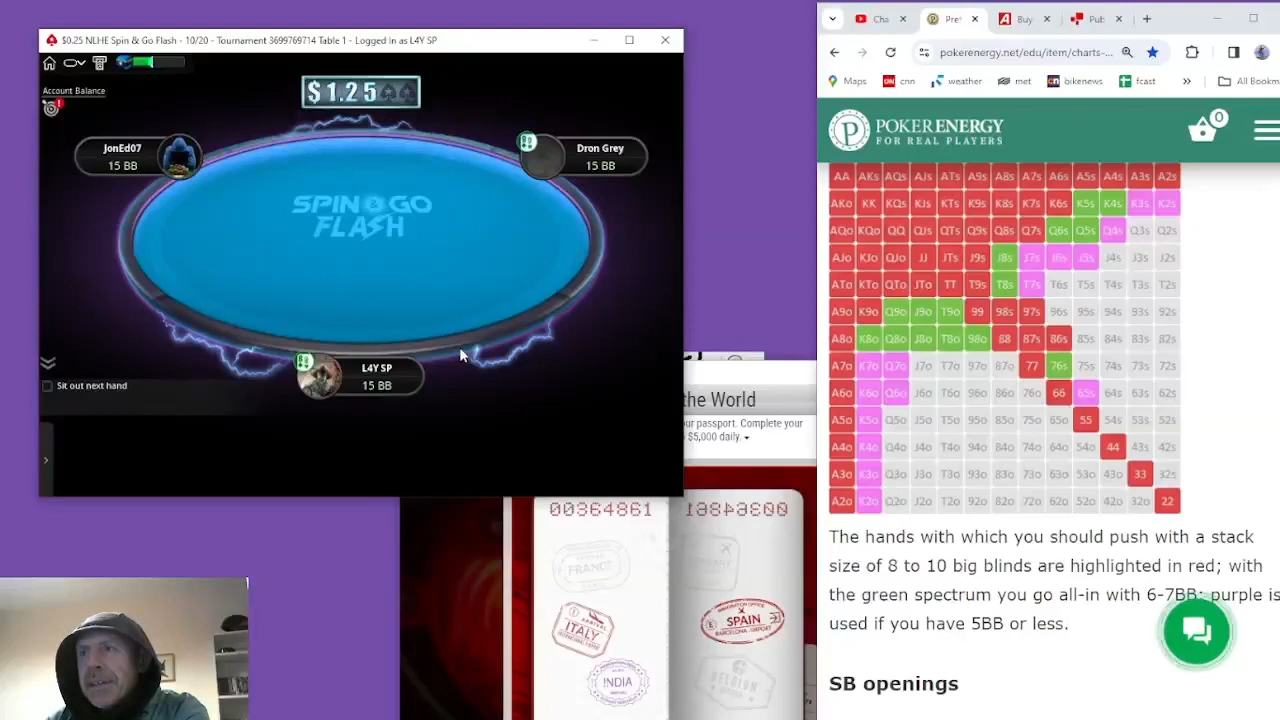 $0.25 NLHE Spin & Go Flash - 10/20 - Tournament 3699769714 Table 1 - Logged In as L4Y SP
Account Balance
$1.25
JonEd07
15 BB
Dron Grey
15 BB
SPIN & GO
FLASH
L4Y SP
15 BB
Sit out next hand
the World
ur passport. Complete your
$5,000 daily.
00364861
FRANCE
ARRIVAL
ITALY
INDIA
SPAIN
BARCELONA AIRPORT
BELGIUM
Cha
Pre
Buy
Pub
pokerenergy.net/edu/item/charts-...
Maps
cnn
weather
met
bikenews
fcast
All Bookm
POKERENERGY
FOR REAL PLAYERS
0
AA AKs AQs AJs ATs A9s A8s A7s A6s A5s A4s A3s A2s
AKo KK KQs KJs KTs K9s K8s K7s K6s K5s K4s K3s K2s
AQo KQo QQ QJs QTs Q9s Q8s Q7s Q6s Q5s Q4s Q3s Q2s
AJo KJo QJo JJ JTs J9s J8s J7s J6s J5s J4s J3s J2s
ATo KTo QTo JTo TT T9s T8s T7s T6s T5s T4s T3s T2s
A9o K9o Q9o J9o T9o 99 98s 97s 96s 95s 94s 93s 92s
A8o K8o Q8o J8o T8o 98o 88 87s 86s 85s 84s 83s 82s
A7o K7o Q7o J7o T7o 97o 87o 77 76s 75s 74s 73s 72s
A6o K6o Q6o J6o T6o 96o 86o 76o 66 65s 64s 63s 62s
A5o K5o Q5o J5o T5o 95o 85o 75o 65o 55 54s 53s 52s
A4o K4o Q4o J4o T4o 94o 84o 74o 64o 54o 44 43s 42s
A3o K3o Q3o J3o T3o 93o 83o 73o 63o 53o 43o 33 32s
A2o K2o Q2o J2o T2o 92o 82o 72o 62o 52o 42o 32o 22
The hands with which you should push with a stack
size of 8 to 10 big blinds are highlighted in red; with
the green spectrum you go all-in with 6-7BB; purple is
used if you have 5BB or less.
SB openings